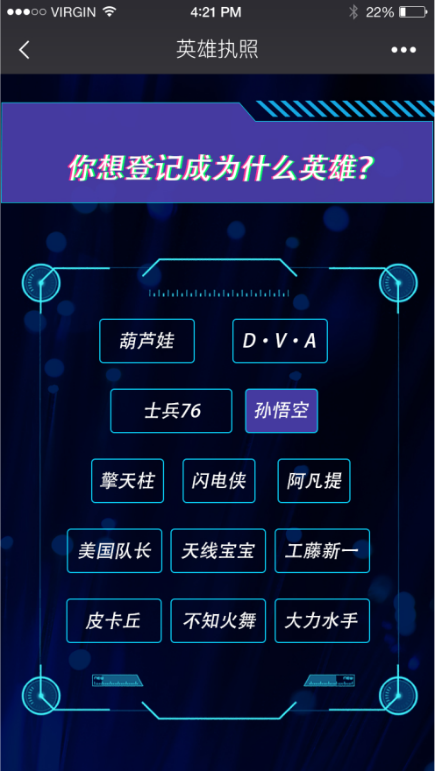 VIRGIN 4:21 PM 22%
英雄执照
你想登记成为什么英雄？
葫芦娃 D·V·A
士兵76 孙悟空
擎天柱 闪电侠 阿凡提
美国队长 天线宝宝 工藤新一
皮卡丘 不知火舞 大力水手